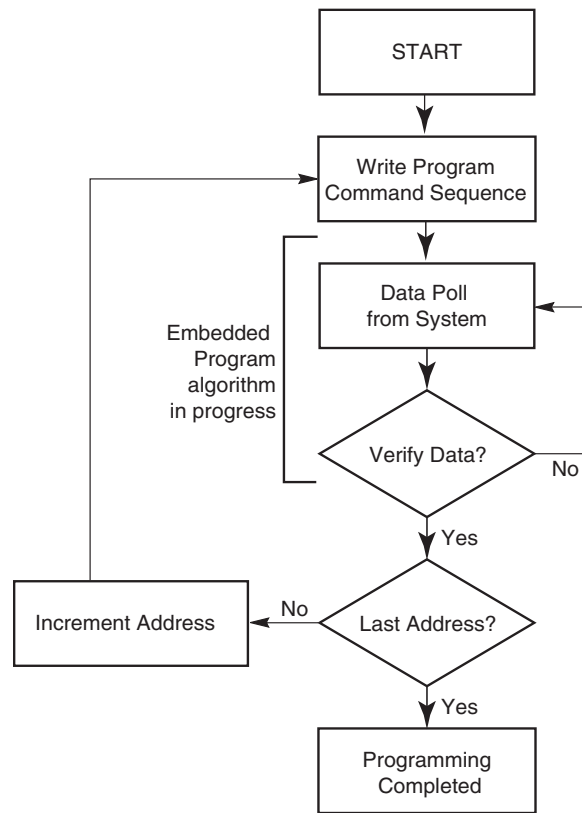 START
Write Program
Command Sequence
Data Poll
from System
Embedded
Program
algorithm
in progress
Verify Data?
No
Yes
Last Address?
No
Increment Address
Yes
Programming
Completed